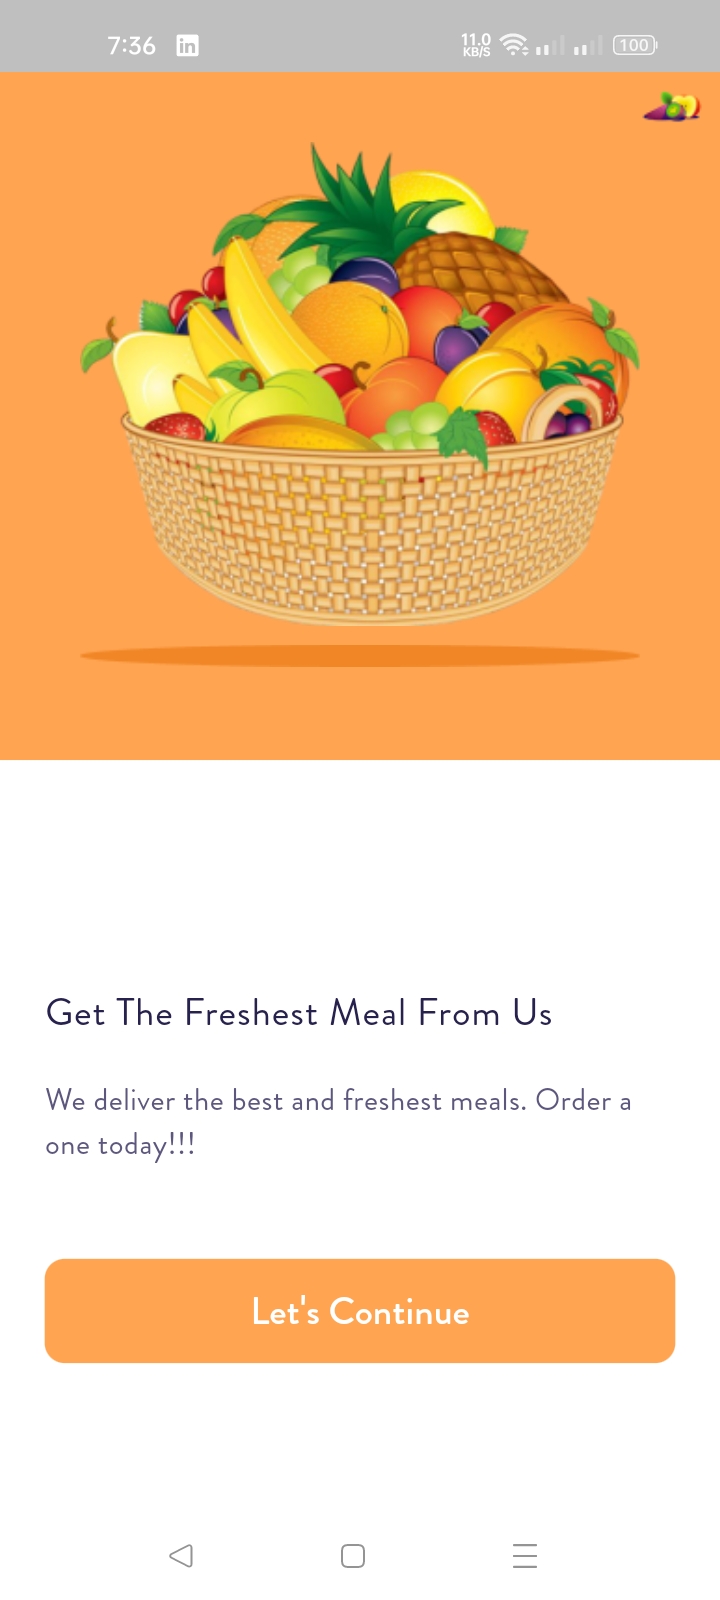 7:36 in 11.0 KB/S 100
Get The Freshest Meal From Us
We deliver the best and freshest meals. Order a
one today!!!
Let's Continue